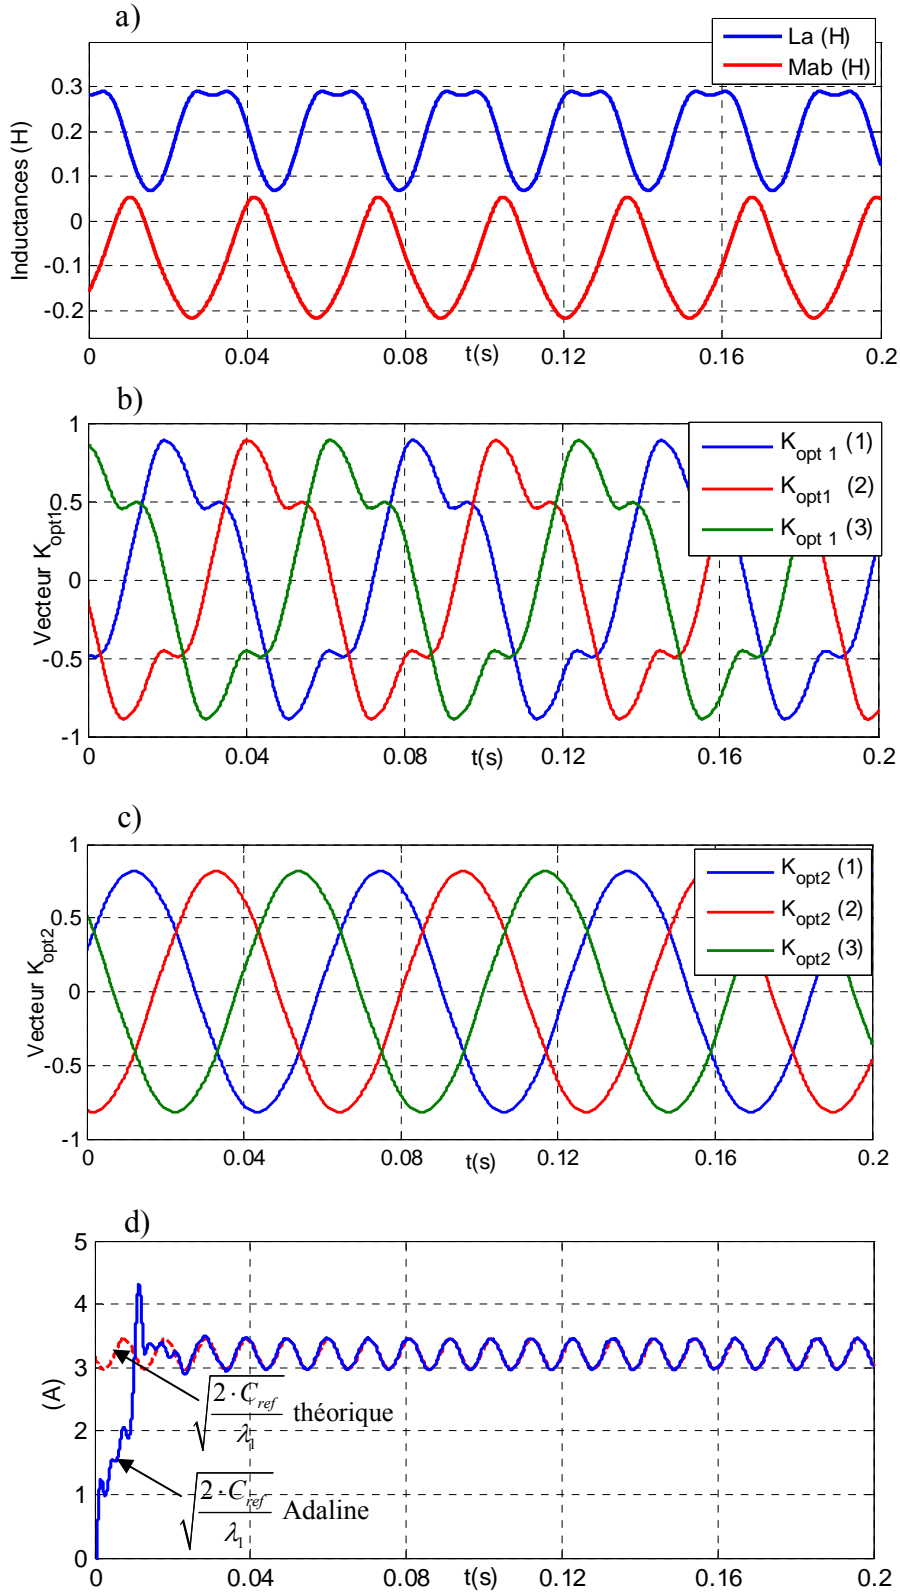 a)
La (H)
Mab (H)
Inductances (H)
0.3
0.2
0.1
0
-0.1
-0.2
0 0.04 0.08 0.12 0.16 0.2
t(s)
b)
K_opt 1 (1)
K_opt1 (2)
K_opt 1 (3)
Vecteur K_opt1
1
0.5
0
-0.5
-1
0 0.04 0.08 0.12 0.16 0.2
t(s)
c)
K_opt2 (1)
K_opt2 (2)
K_opt2 (3)
Vecteur K_opt2
1
0.5
0
-0.5
-1
0 0.04 0.08 0.12 0.16 0.2
t(s)
d)
(A)
5
4
3
2
1
0
√(2·C_ref / λ_1) théorique
√(2·C_ref / λ_1) Adaline
0 0.04 0.08 0.12 0.16 0.2
t(s)